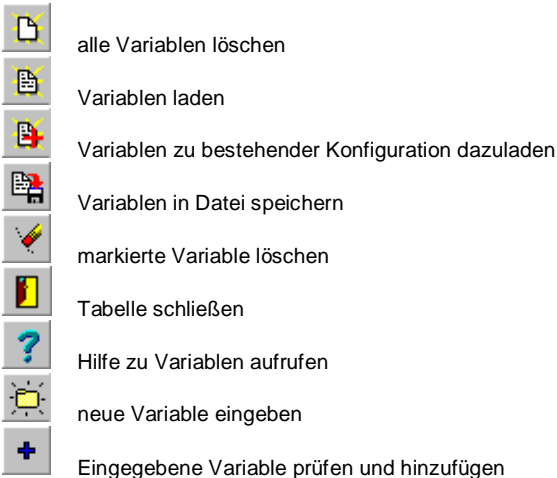 alle Variablen löschen
Variablen laden
Variablen zu bestehender Konfiguration dazuladen
Variablen in Datei speichern
markierte Variable löschen
Tabelle schließen
Hilfe zu Variablen aufrufen
neue Variable eingeben
Eingegebene Variable prüfen und hinzufügen